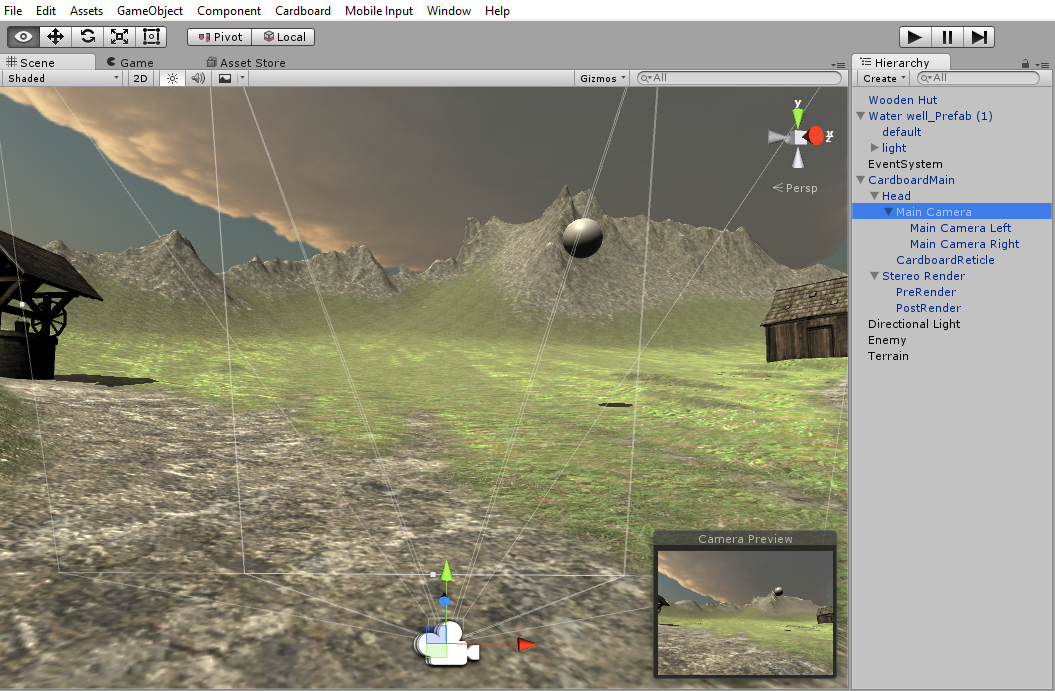 File Edit Assets GameObject Component Cardboard Mobile Input Window Help
Pivot Local
Scene Game Asset Store
Shaded 2D Gizmos All
y
x
z
Persp
Camera Preview
Hierarchy
Create All
Wooden Hut
Water well_Prefab (1)
default
light
EventSystem
CardboardMain
Head
Main Camera
Main Camera Left
Main Camera Right
CardboardReticle
Stereo Render
PreRender
PostRender
Directional Light
Enemy
Terrain